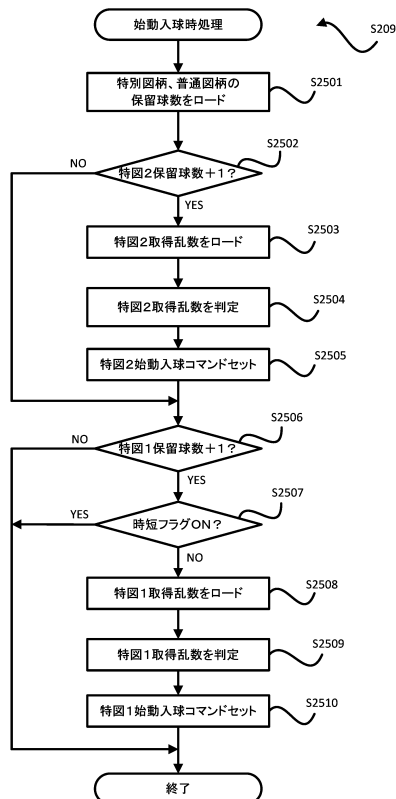 始動入球時処理
S209
特別図柄、普通図柄の
保留球数をロード
S2501
S2502
NO
特図2保留球数+1?
YES
特図2取得乱数をロード
S2503
特図2取得乱数を判定
S2504
特図2始動入球コマンドセット
S2505
S2506
NO
特図1保留球数+1?
YES
S2507
YES
時短フラグON?
NO
特図1取得乱数をロード
S2508
特図1取得乱数を判定
S2509
特図1始動入球コマンドセット
S2510
終了